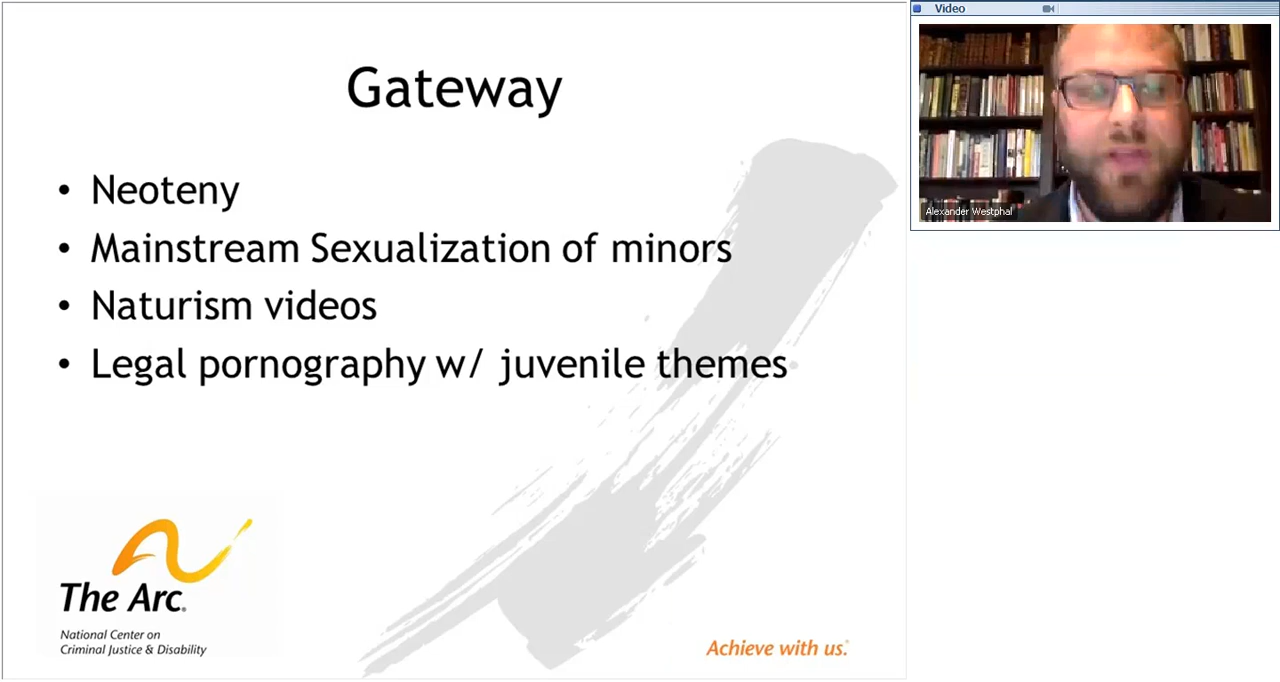 Gateway
• Neoteny
• Mainstream Sexualization of minors
• Naturism videos
• Legal pornography w/ juvenile themes
The Arc®
National Center on
Criminal Justice & Disability
Achieve with us.®
Video
Alexander Westphal